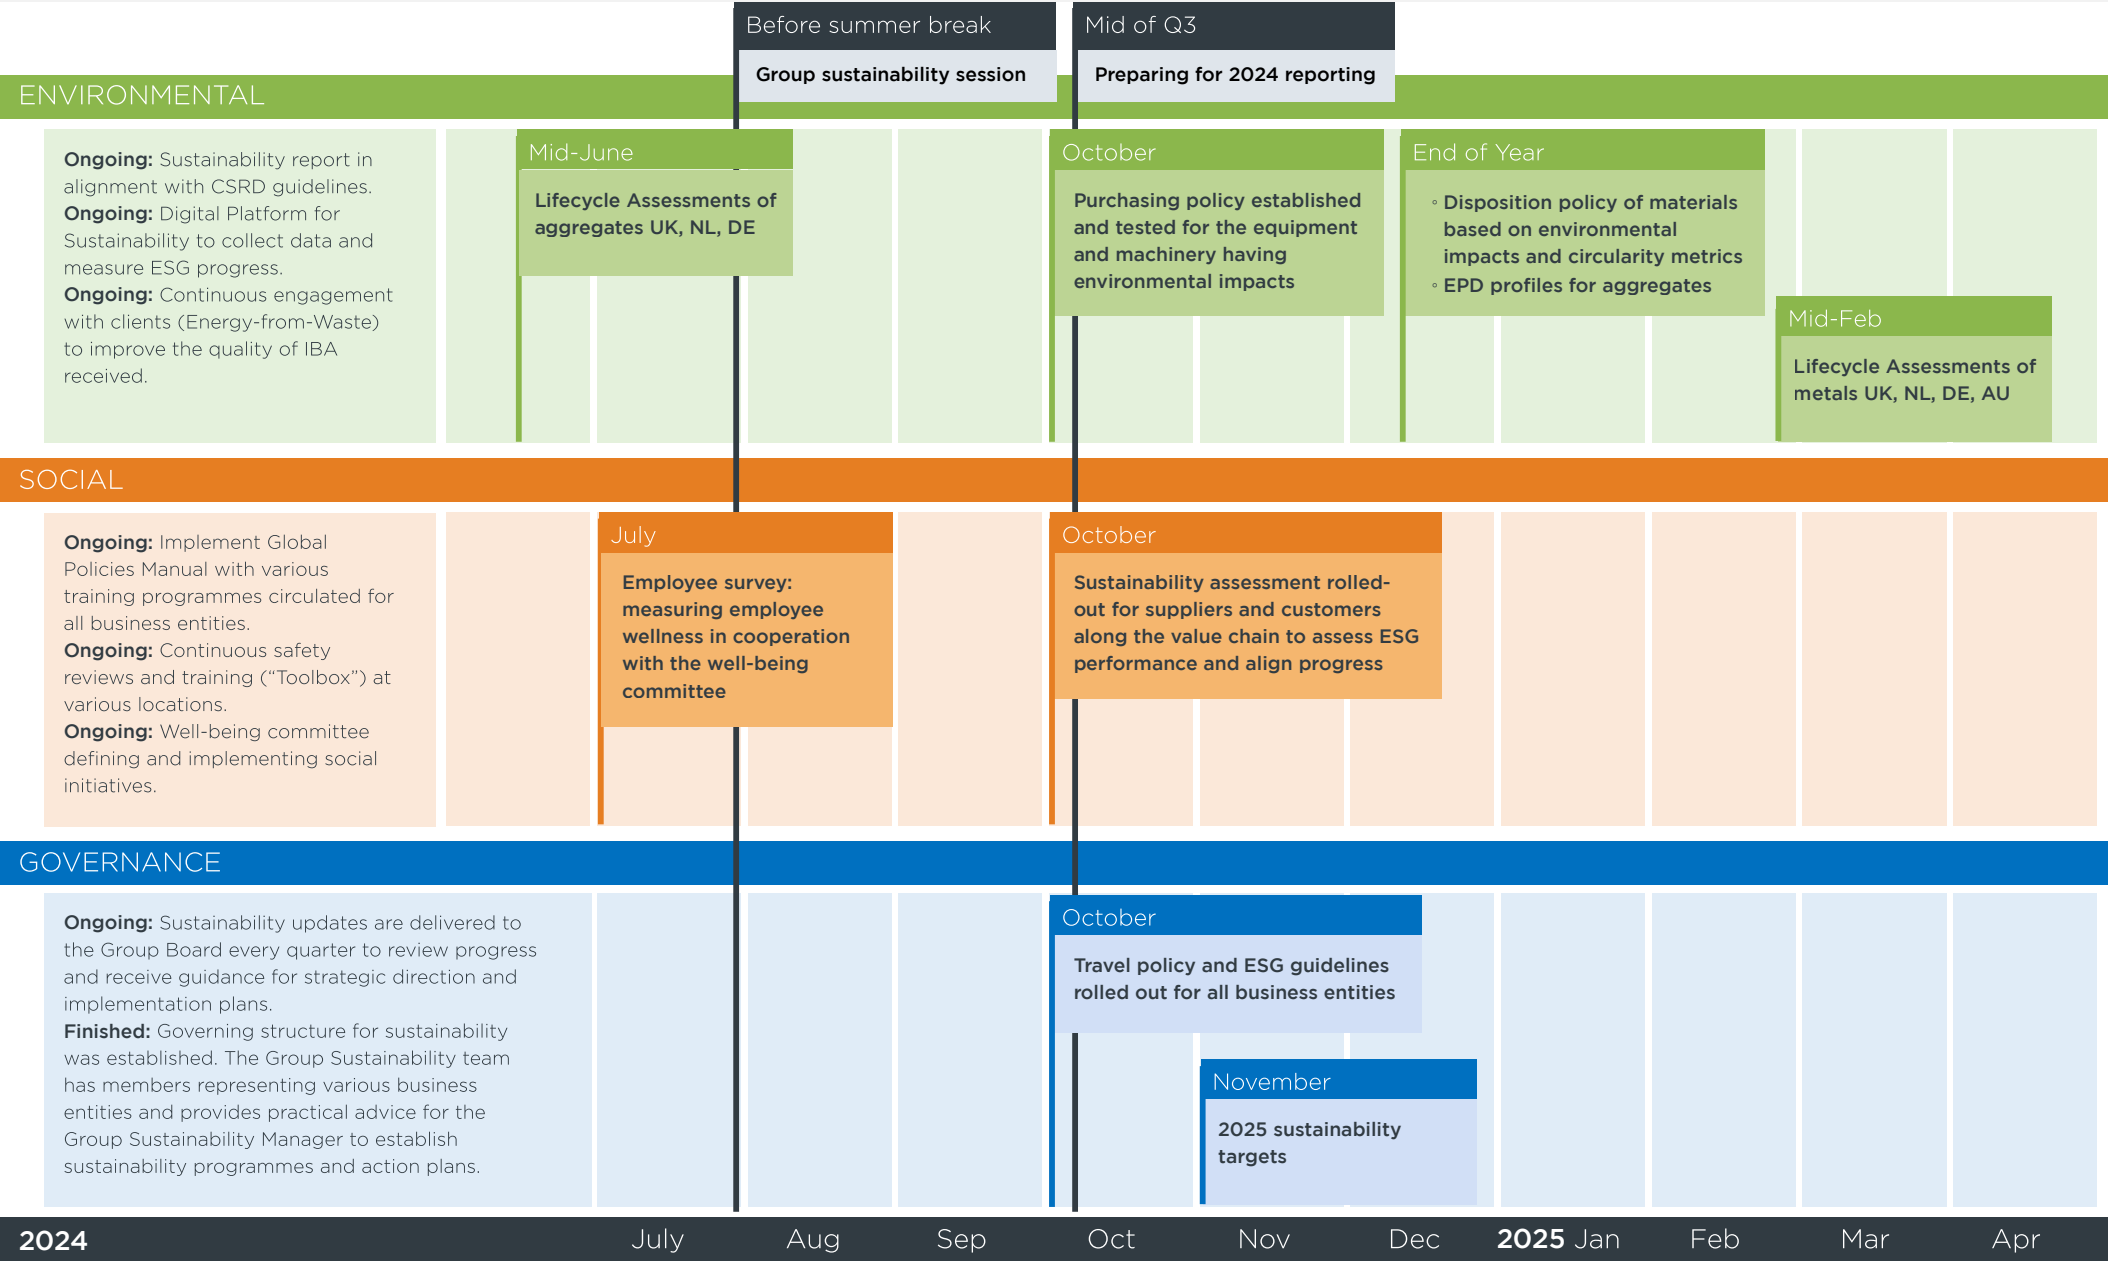 Before summer break
Group sustainability session
Mid of Q3
Preparing for 2024 reporting
ENVIRONMENTAL
Ongoing: Sustainability report in
alignment with CSRD guidelines.
Ongoing: Digital Platform for
Sustainability to collect data and
measure ESG progress.
Ongoing: Continuous engagement
with clients (Energy-from-Waste)
to improve the quality of IBA
received.
Mid-June
Lifecycle Assessments of
aggregates UK, NL, DE
October
Purchasing policy established
and tested for the equipment
and machinery having
environmental impacts
End of Year
◦ Disposition policy of materials
based on environmental
impacts and circularity metrics
◦ EPD profiles for aggregates
Mid-Feb
Lifecycle Assessments of
metals UK, NL, DE, AU
SOCIAL
Ongoing: Implement Global
Policies Manual with various
training programmes circulated for
all business entities.
Ongoing: Continuous safety
reviews and training (“Toolbox”) at
various locations.
Ongoing: Well-being committee
defining and implementing social
initiatives.
July
Employee survey:
measuring employee
wellness in cooperation
with the well-being
committee
October
Sustainability assessment rolled-
out for suppliers and customers
along the value chain to assess ESG
performance and align progress
GOVERNANCE
Ongoing: Sustainability updates are delivered to
the Group Board every quarter to review progress
and receive guidance for strategic direction and
implementation plans.
Finished: Governing structure for sustainability
was established. The Group Sustainability team
has members representing various business
entities and provides practical advice for the
Group Sustainability Manager to establish
sustainability programmes and action plans.
October
Travel policy and ESG guidelines
rolled out for all business entities
November
2025 sustainability
targets
2024 July Aug Sep Oct Nov Dec 2025 Jan Feb Mar Apr